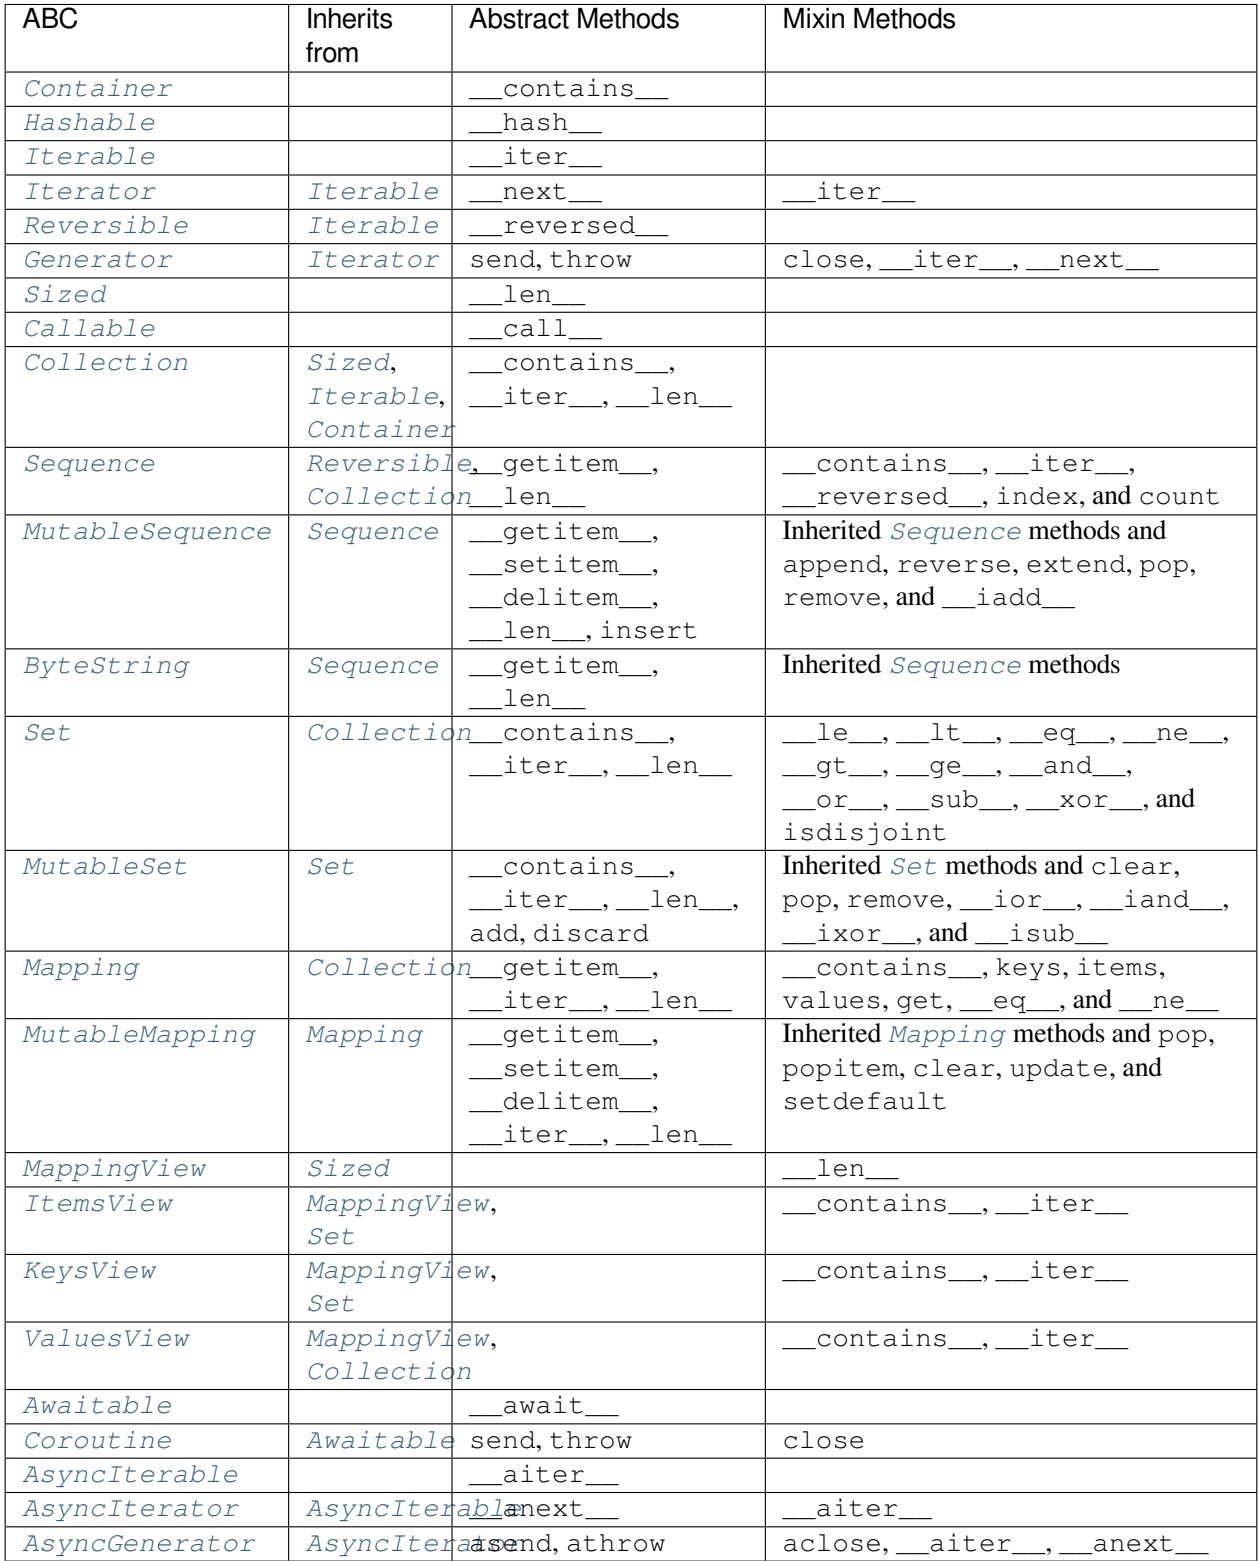 ABC Inherits from Abstract Methods Mixin Methods
Container __contains__
Hashable __hash__
Iterable __iter__
Iterator Iterable __next__ __iter__
Reversible Iterable __reversed__
Generator Iterator send, throw close, __iter__, __next__
Sized __len__
Callable __call__
Collection Sized, __contains__,
Iterable, __iter__, __len__
Container
Sequence Reversible, __getitem__, __contains__, __iter__,
Collection __len__ __reversed__, index, and count
MutableSequence Sequence __getitem__, Inherited Sequence methods and
__setitem__, append, reverse, extend, pop,
__delitem__, remove, and __iadd__
__len__, insert
ByteString Sequence __getitem__, Inherited Sequence methods
__len__
Set Collection __contains__, __le__, __lt__, __eq__, __ne__,
__iter__, __len__ __gt__, __ge__, __and__,
__or__, __sub__, __xor__, and
isdisjoint
MutableSet Set __contains__, Inherited Set methods and clear,
__iter__, __len__, pop, remove, __ior__, __iand__,
add, discard __ixor__, and __isub__
Mapping Collection __getitem__, __contains__, keys, items,
__iter__, __len__ values, get, __eq__, and __ne__
MutableMapping Mapping __getitem__, Inherited Mapping methods and pop,
__setitem__, popitem, clear, update, and
__delitem__, setdefault
__iter__, __len__
MappingView Sized __len__
ItemsView MappingView, __contains__, __iter__
Set
KeysView MappingView, __contains__, __iter__
Set
ValuesView MappingView, __contains__, __iter__
Collection
Awaitable __await__
Coroutine Awaitable send, throw close
AsyncIterable __aiter__
AsyncIterator AsyncIterable __anext__ __aiter__
AsyncGenerator AsyncIterator asend, athrow aclose, __aiter__, __anext__